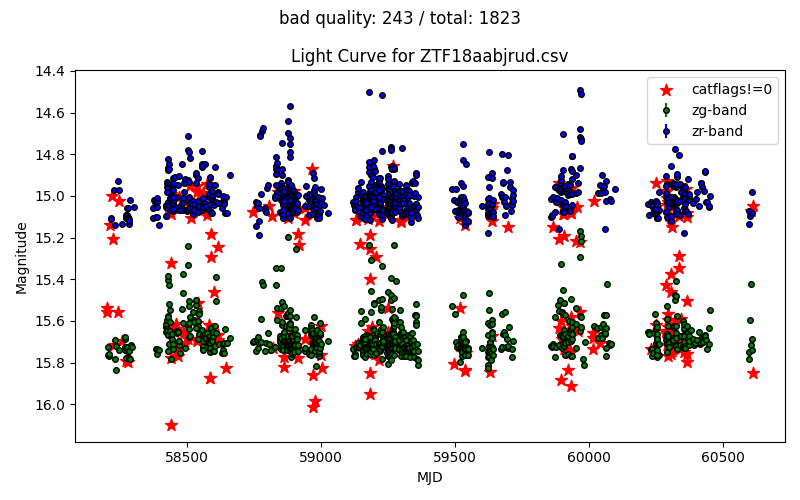 bad quality: 243 / total: 1823
Light Curve for ZTF18aabjrud.csv
catflags!=0
zg-band
zr-band
Magnitude
14.4
14.6
14.8
15.0
15.2
15.4
15.6
15.8
16.0
58500
59000
59500
60000
60500
MJD